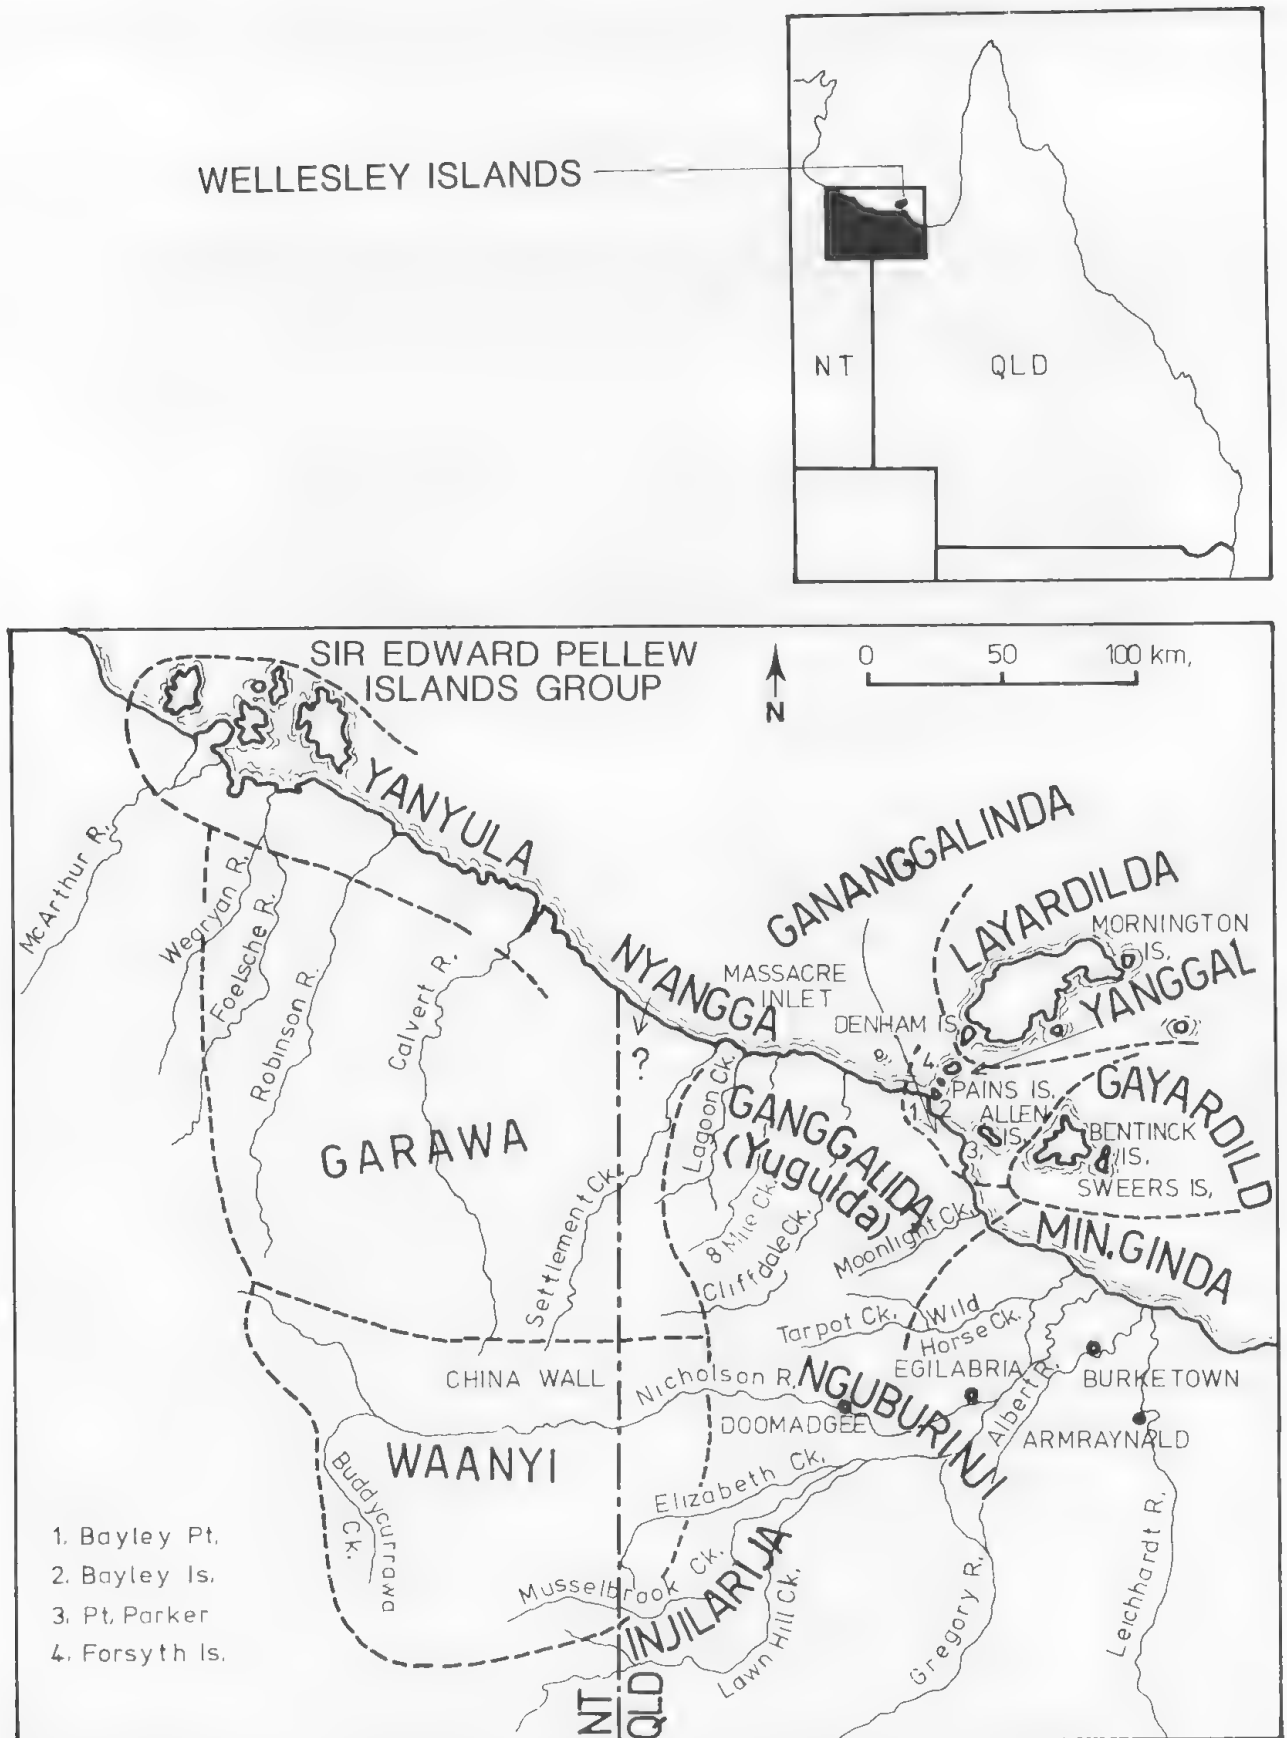 WELLESLEY ISLANDS
NT
QLD
SIR EDWARD PELLEW
ISLANDS GROUP
0 50 100 km,
N
YANYULA
McArthur R.
Wearyan R.
Foelsche R.
Robinson R.
Calvert R.
GARAWA
NYANGGA
?
MASSACRE
INLET
GANANGGALINDA
LAYARDILDA
MORNINGTON
IS,
YANGGAL
DENHAM IS.
4
PAINS IS,
1
2
ALLEN
IS,
3,
GAYARDILD
BENTINCK
IS,
SWEERS IS,
GANGGALIDA
(Yugulda)
MIN.GINDA
Settlement Ck.
Lagoon Ck.
8 Mile Ck.
Cliffdale Ck.
Moonlight Ck.
Tarpot Ck.
Wild
Horse Ck.
CHINA WALL
Nicholson R,
NGUBURINJI
EGILABRIA
DOOMADGEE
Albert R.
BURKETOWN
ARMRAYNALD
WAANYI
Buddycurrawa
Ck.
Elizabeth Ck,
Musselbrook Ck.
INJILARIJA
Lawn Hill Ck,
Gregory R,
Leichhardt R,
1. Bayley Pt,
2. Bayley Is,
3, Pt, Parker
4. Forsyth Is,
NT
QLD